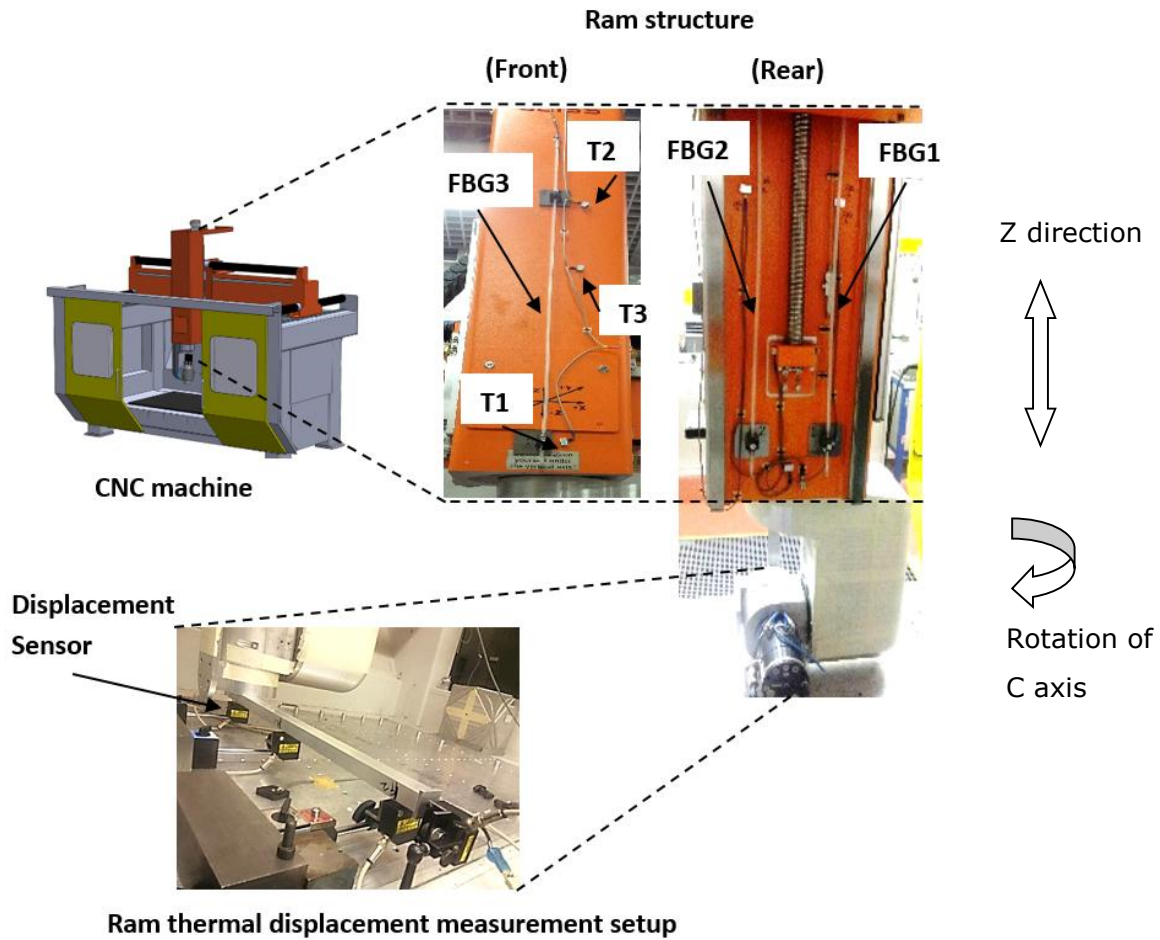 Ram structure
(Front)
(Rear)
T2
FBG2
FBG1
FBG3
T3
T1
Z direction
CNC machine
Displacement
Sensor
Rotation of
C axis
Ram thermal displacement measurement setup